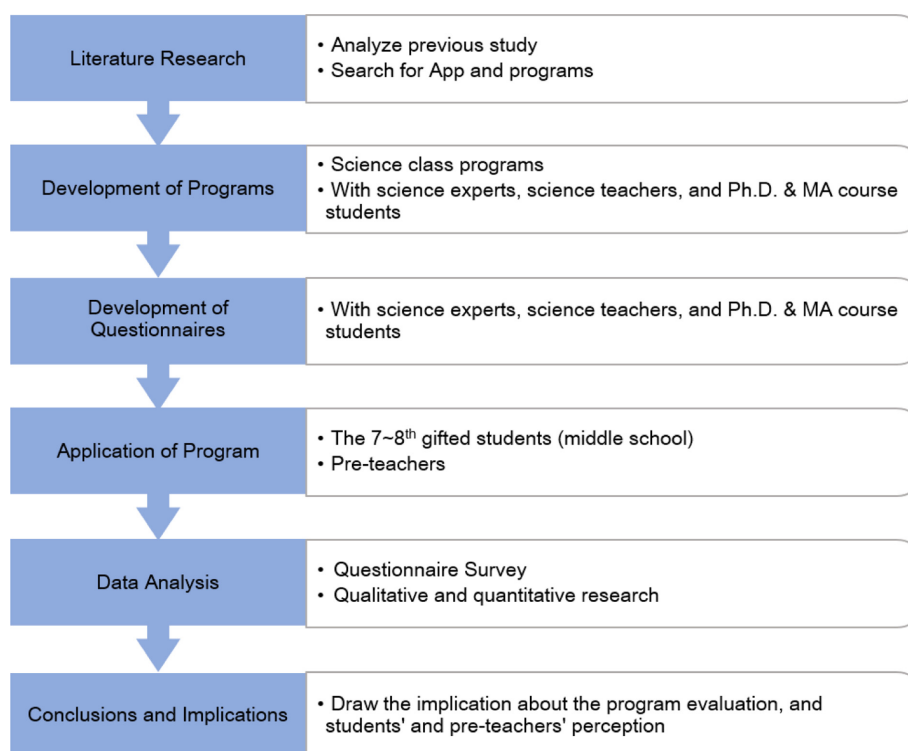 Literature Research
• Analyze previous study
• Search for App and programs
Development of Programs
• Science class programs
• With science experts, science teachers, and Ph.D. & MA course
students
Development of
Questionnaires
• With science experts, science teachers, and Ph.D. & MA course
students
Application of Program
• The 7~8th gifted students (middle school)
• Pre-teachers
Data Analysis
• Questionnaire Survey
• Qualitative and quantitative research
Conclusions and Implications
• Draw the implication about the program evaluation, and
students' and pre-teachers' perception